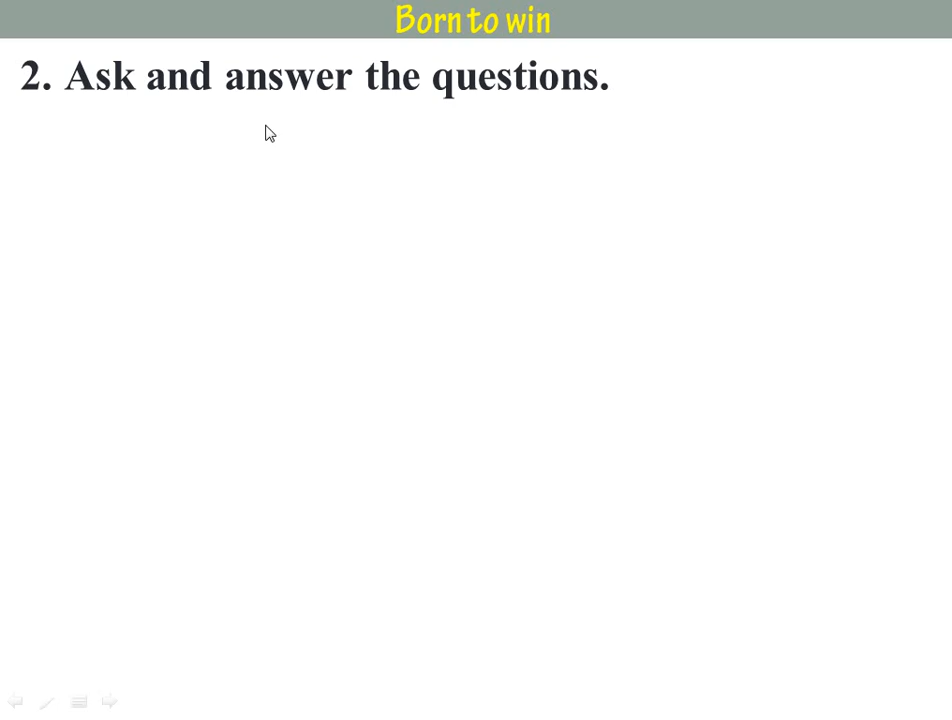 Born to win
2. Ask and answer the questions.